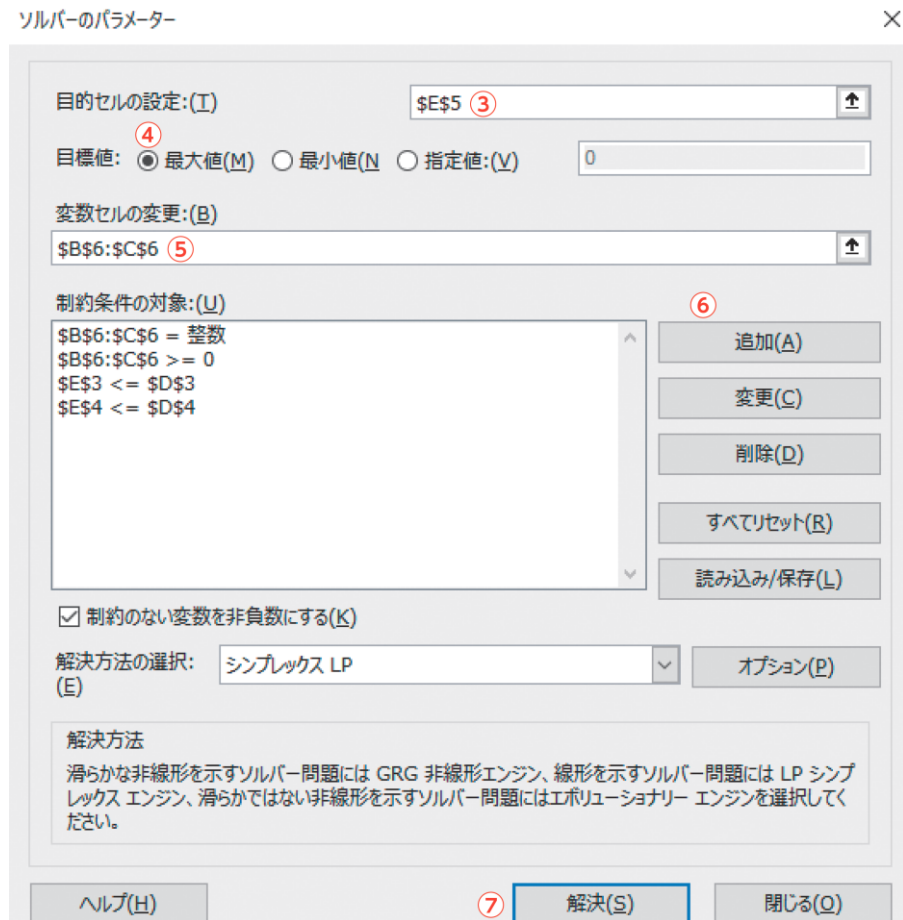 ソルバーのパラメーター
目的セルの設定:(T)
$E$5 ③
④
目標値: 最大値(M) 最小値(N 指定値:(V) 0
変数セルの変更:(B)
$B$6:$C$6 ⑤
制約条件の対象:(U)
⑥
$B$6:$C$6 = 整数
$B$6:$C$6 >= 0
$E$3 <= $D$3
$E$4 <= $D$4
追加(A)
変更(C)
削除(D)
すべてリセット(R)
読み込み/保存(L)
制約のない変数を非負数にする(K)
解決方法の選択:
(E)
シンプレックス LP
オプション(P)
解決方法
滑らかな非線形を示すソルバー問題には GRG 非線形エンジン、線形を示すソルバー問題には LP シンプ
レックス エンジン、滑らかではない非線形を示すソルバー問題にはエボリューショナリー エンジンを選択してく
ださい。
ヘルプ(H)
⑦ 解決(S)
閉じる(O)